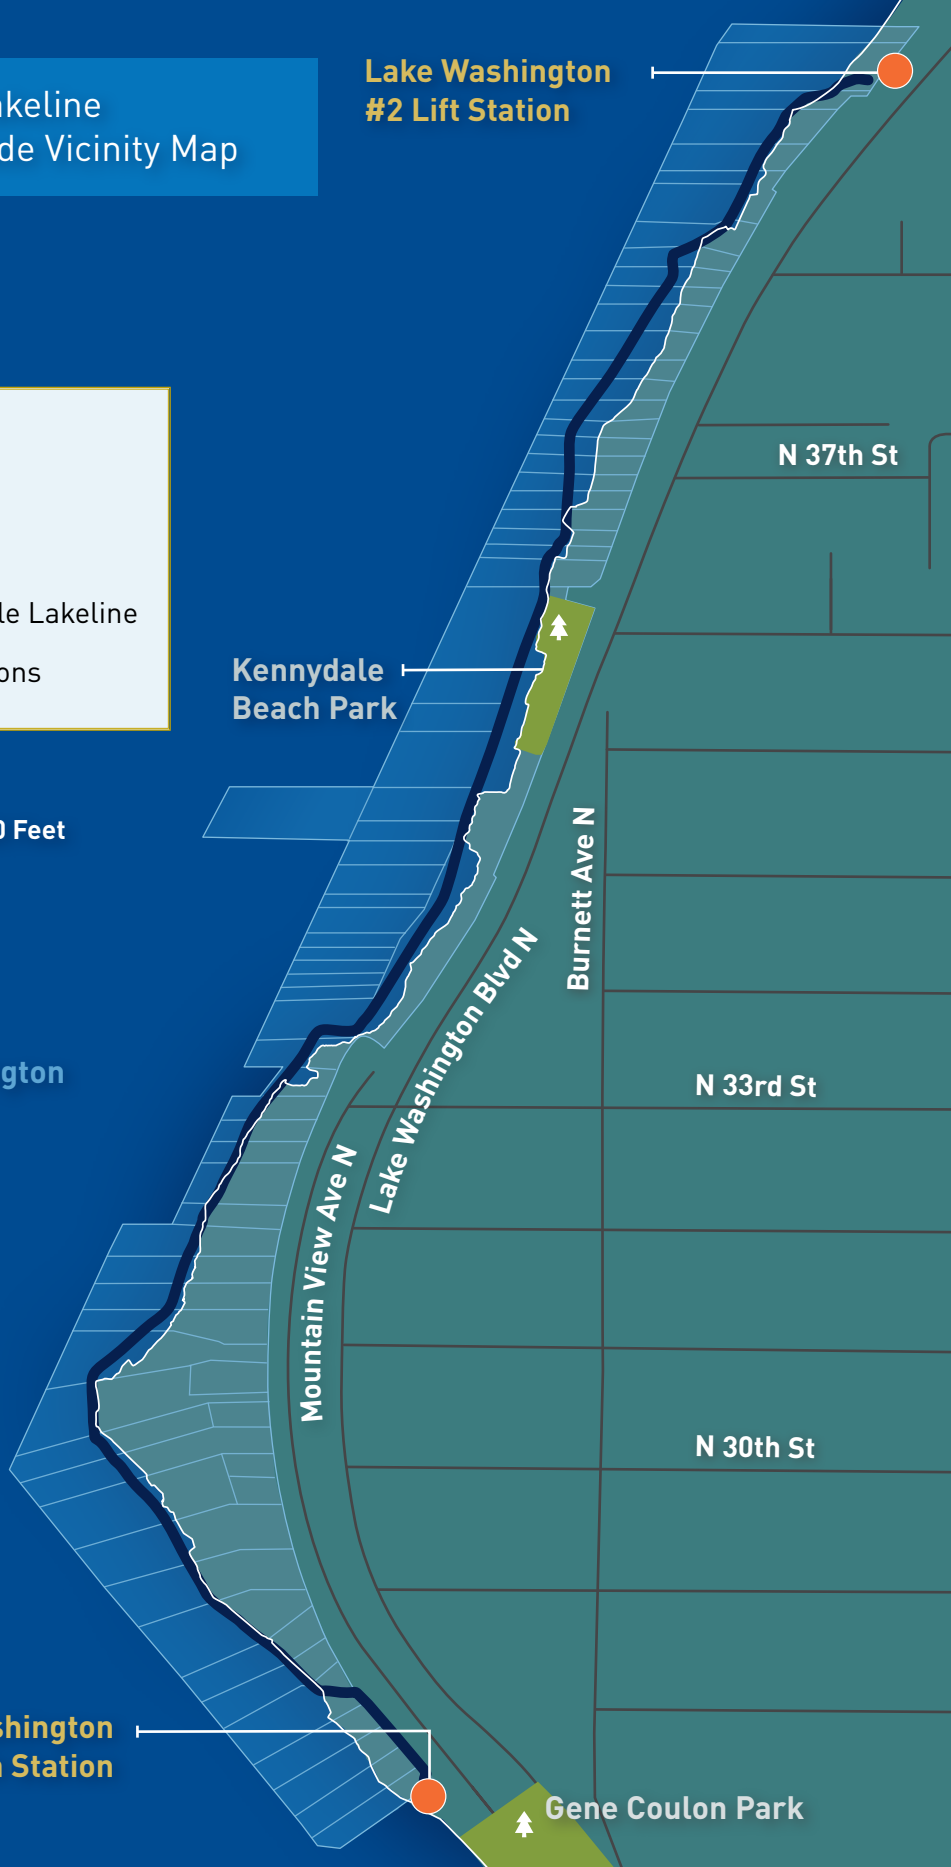 akeline
de Vicinity Map
Lake Washington
#2 Lift Station
N 37th St
le Lakeline
ons
Kennydale
Beach Park
0 Feet
Burnett Ave N
Lake Washington Blvd N
gton
N 33rd St
Mountain View Ave N
N 30th St
shington
n Station
Gene Coulon Park